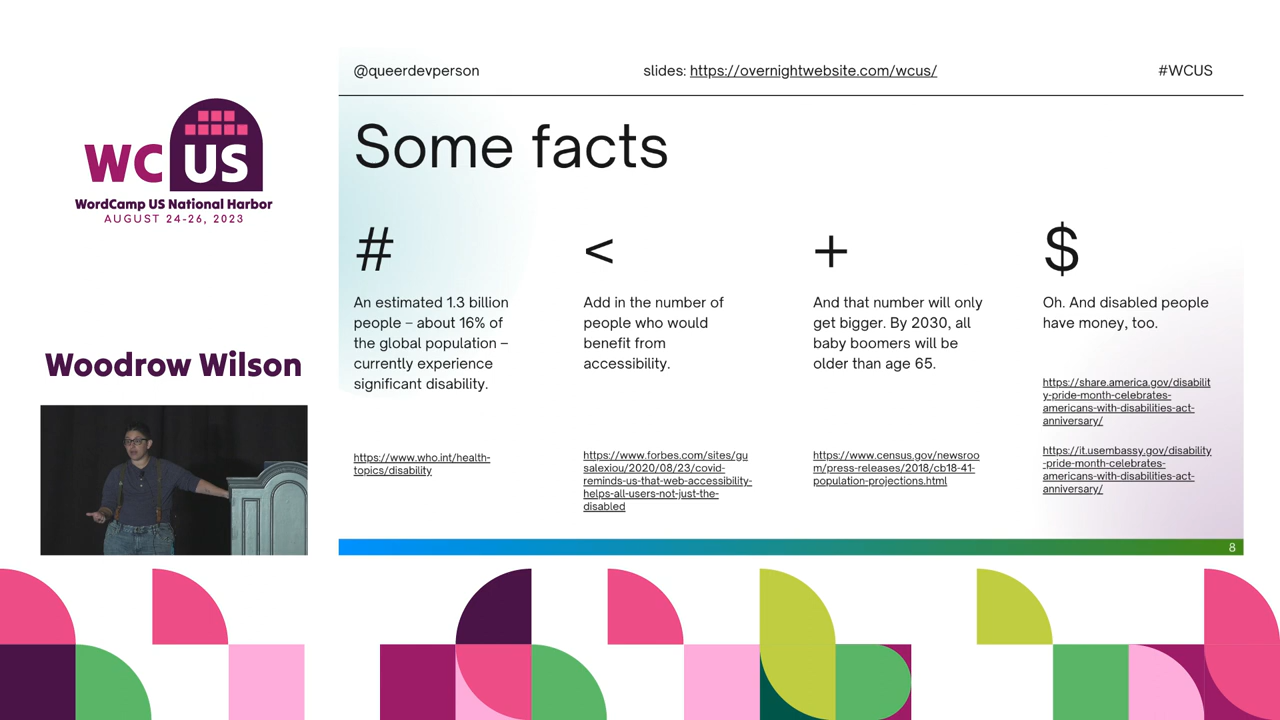 @queerdevperson
slides: https://overnightwebsite.com/wcus/
#WCUS
WC US
WordCamp US National Harbor
AUGUST 24-26, 2023
Woodrow Wilson
Some facts
#
An estimated 1.3 billion
people – about 16% of
the global population –
currently experience
significant disability.
https://www.who.int/health-
topics/disability
<
Add in the number of
people who would
benefit from
accessibility.
https://www.forbes.com/sites/gu
salexiou/2020/08/23/covid-
reminds-us-that-web-accessibility-
helps-all-users-not-just-the-
disabled
+
And that number will only
get bigger. By 2030, all
baby boomers will be
older than age 65.
https://www.census.gov/newsroo
m/press-releases/2018/cb18-41-
population-projections.html
$
Oh. And disabled people
have money, too.
https://share.america.gov/disabilit
y-pride-month-celebrates-
americans-with-disabilities-act-
anniversary/
https://it.usembassy.gov/disability
-pride-month-celebrates-
americans-with-disabilities-act-
anniversary/
8